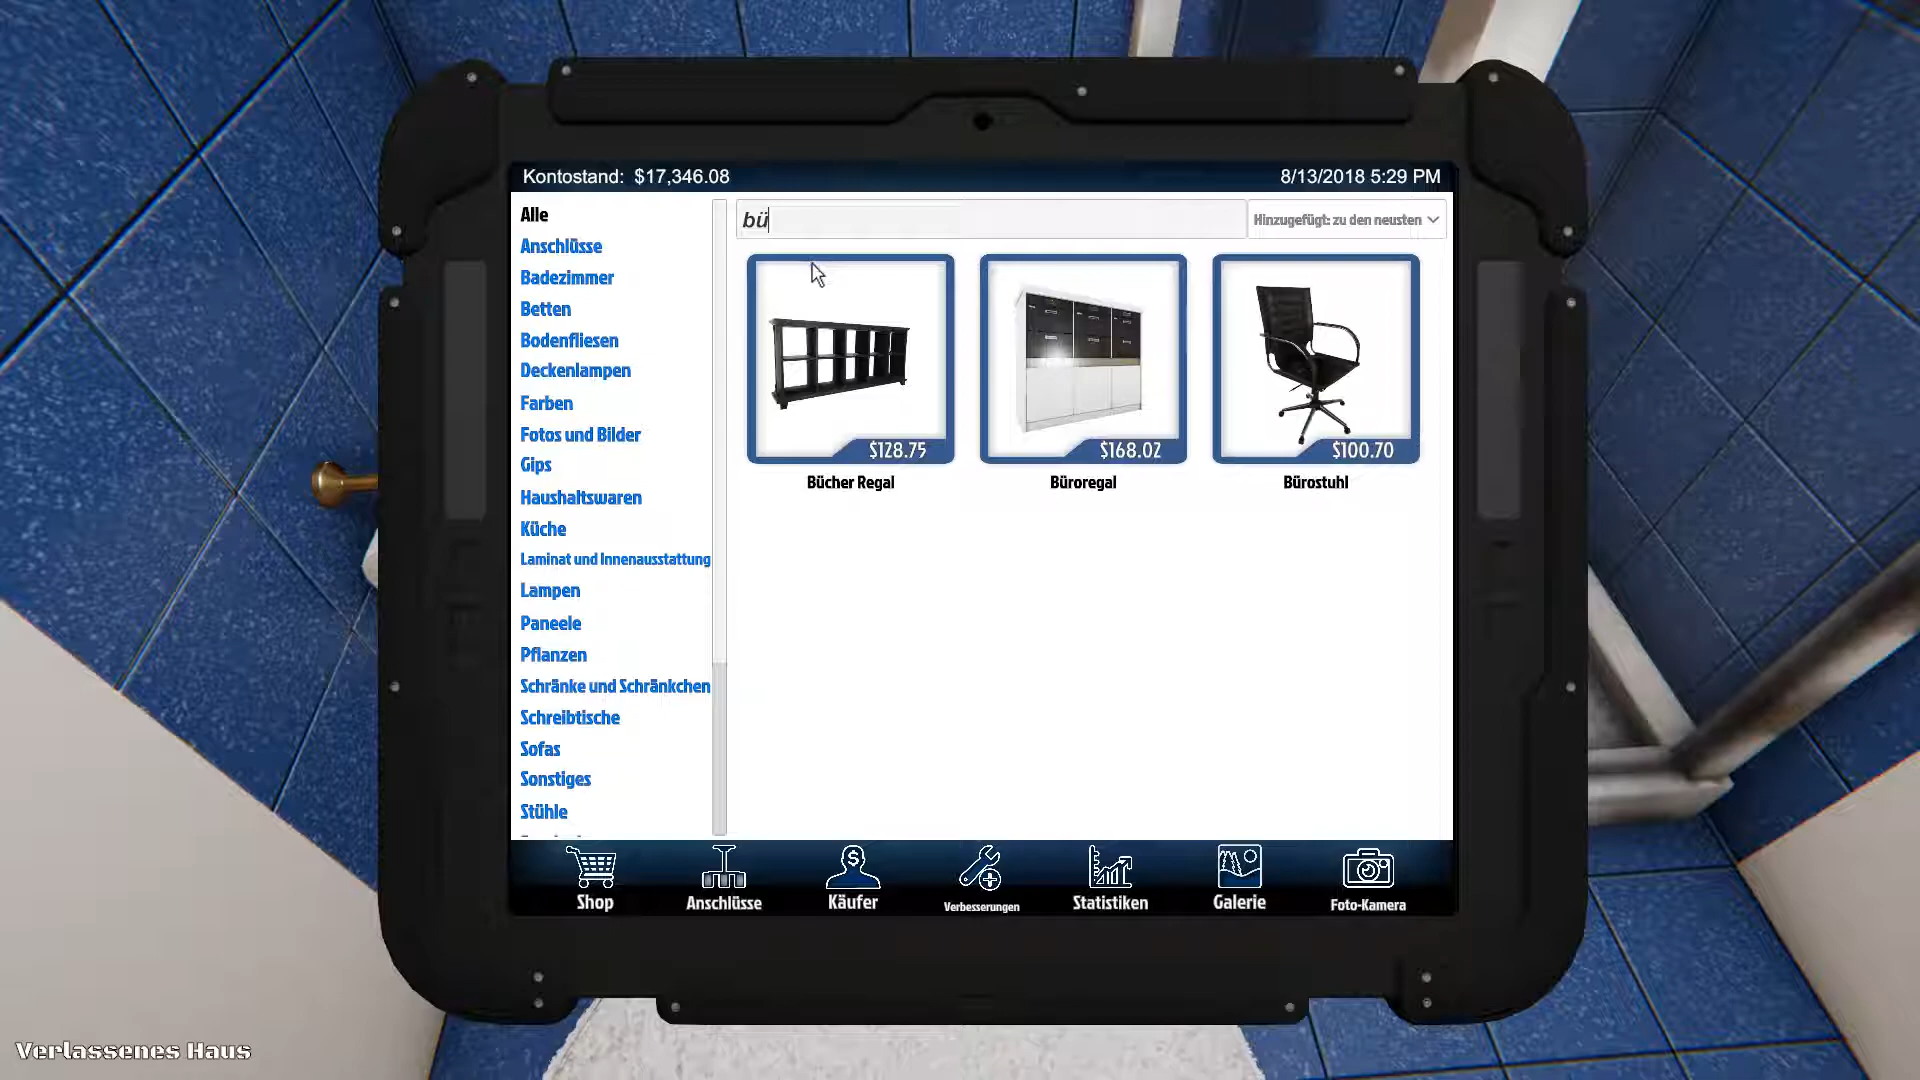 Kontostand: $17,346.08
8/13/2018 5:29 PM
Alle
Anschlüsse
Badezimmer
Betten
Bodenfliesen
Deckenlampen
Farben
Fotos und Bilder
Gips
Haushaltswaren
Küche
Laminat und Innenausstattung
Lampen
Paneele
Pflanzen
Schränke und Schränkchen
Schreibtische
Sofas
Sonstiges
Stühle
bü
Hinzugefügt: zu den neusten
$128.75
$168.02
$100.70
Bücher Regal
Büroregal
Bürostuhl
Shop
Anschlüsse
Käufer
Verbesserungen
Statistiken
Galerie
Foto-Kamera
Verlassenes Haus